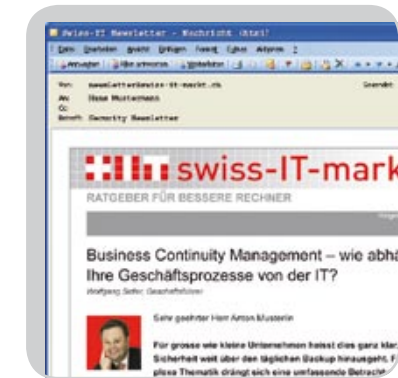 Swiss-IT Newsletter - Nachricht (html)
Datei Bearbeiten Ansicht Einfügen Format Extras Aktionen ?
Antworten Allen antworten Weiterleiten
Von: newsletter@swiss-it-markt.ch Gesendet:
An: Hans Mustermann
Cc:
Betreff: Security Newsletter
swiss-IT-mark
RATGEBER FÜR BESSERE RECHNER
Business Continuity Management – wie abhä
Ihre Geschäftsprozesse von der IT?
Geschäftsführer
Sehr geehrter Herr Anton Musterlin
Für grosse wie kleine Unternehmen heisst dies ganz klar,
Sicherheit weit über den täglichen Backup hinausgeht. F
plexe Thematik drängt sich eine umfassende Betracht